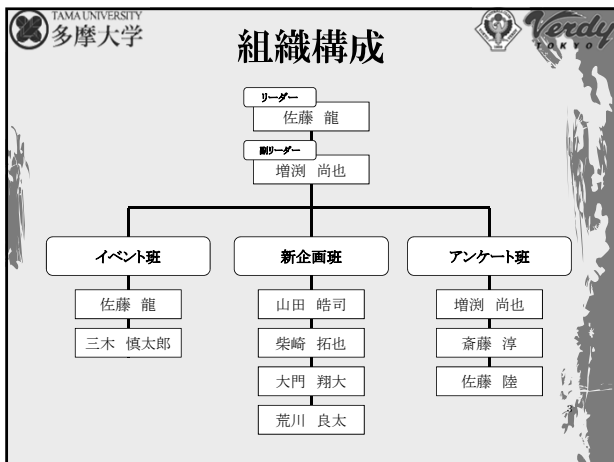 TAMA UNIVERSITY
多摩大学
Verdy
TOKYO
組織構成
リーダー
佐藤 龍
副リーダー
増渕 尚也
イベント班
新企画班
アンケート班
佐藤 龍
山田 皓司
増渕 尚也
三木 慎太郎
柴崎 拓也
斎藤 淳
大門 翔大
佐藤 陸
荒川 良太
3